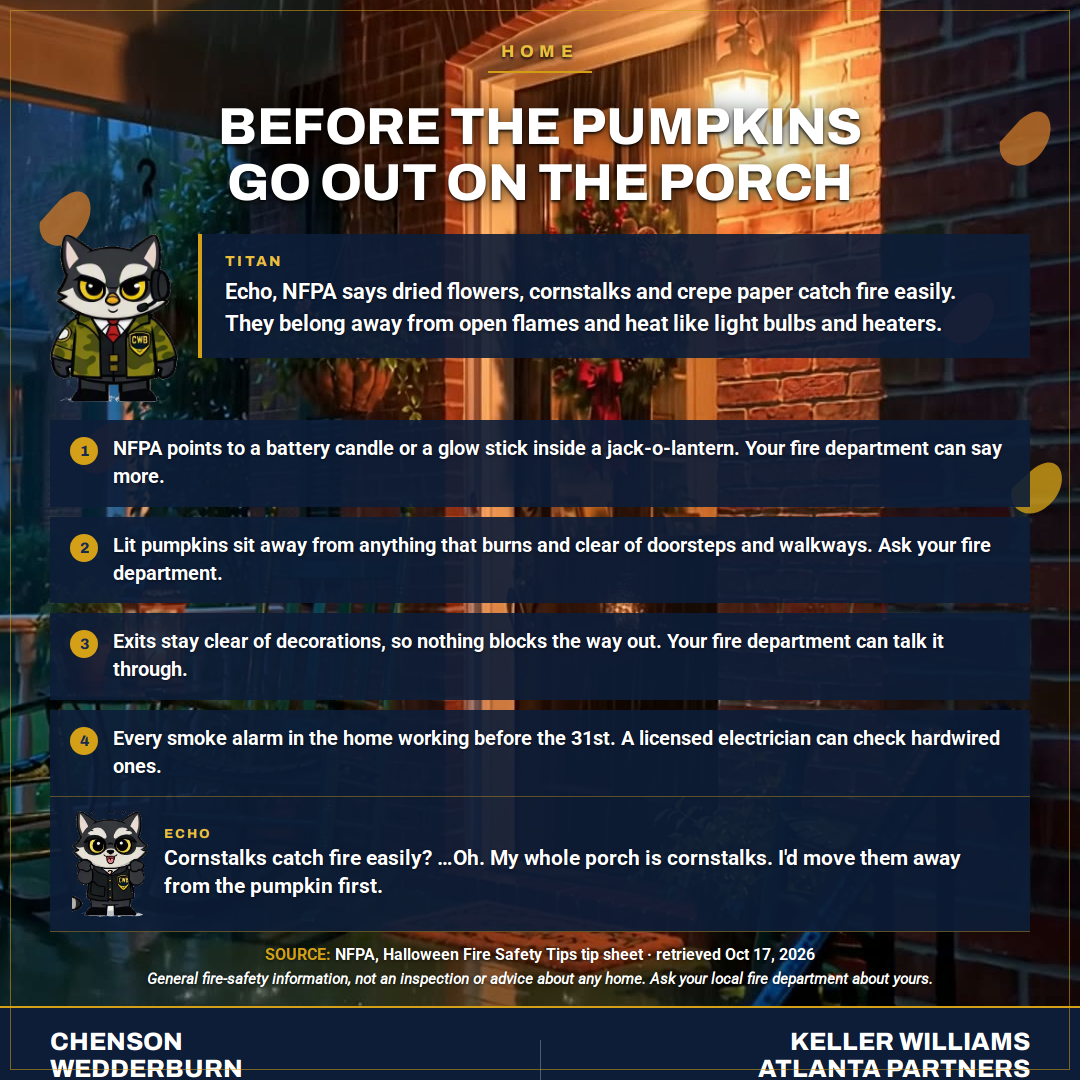 HOME
BEFORE THE PUMPKINS
GO OUT ON THE PORCH
TITAN
Echo, NFPA says dried flowers, cornstalks and crepe paper catch fire easily.
They belong away from open flames and heat like light bulbs and heaters.
CWB
1
NFPA points to a battery candle or a glow stick inside a jack-o-lantern. Your fire department can say
more.
2
Lit pumpkins sit away from anything that burns and clear of doorsteps and walkways. Ask your fire
department.
3
Exits stay clear of decorations, so nothing blocks the way out. Your fire department can talk it
through.
4
Every smoke alarm in the home working before the 31st. A licensed electrician can check hardwired
ones.
ECHO
Cornstalks catch fire easily? ...Oh. My whole porch is cornstalks. I'd move them away
from the pumpkin first.
CWB
SOURCE: NFPA, Halloween Fire Safety Tips tip sheet · retrieved Oct 17, 2026
General fire-safety information, not an inspection or advice about any home. Ask your local fire department about yours.
CHENSON
WEDDERBURN
KELLER WILLIAMS
ATLANTA PARTNERS